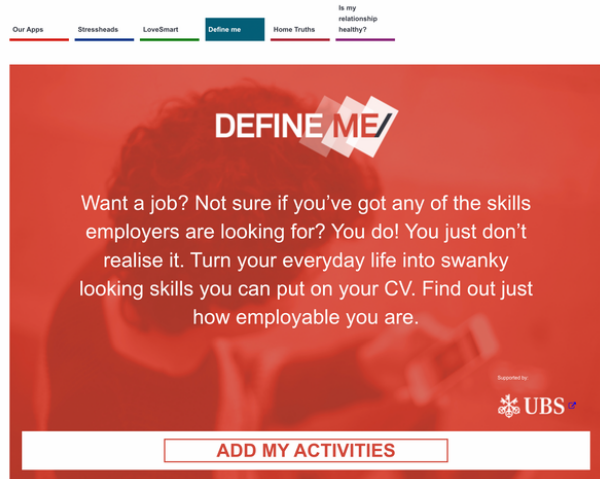 Is my
relationship
healthy?
Our Apps
Stressheads
LoveSmart
Define me
Home Truths
DEFINE ME/
Want a job? Not sure if you've got any of the skills
employers are looking for? You do! You just don't
realise it. Turn your everyday life into swanky
looking skills you can put on your CV. Find out just
how employable you are.
Supported by:
UBS
ADD MY ACTIVITIES